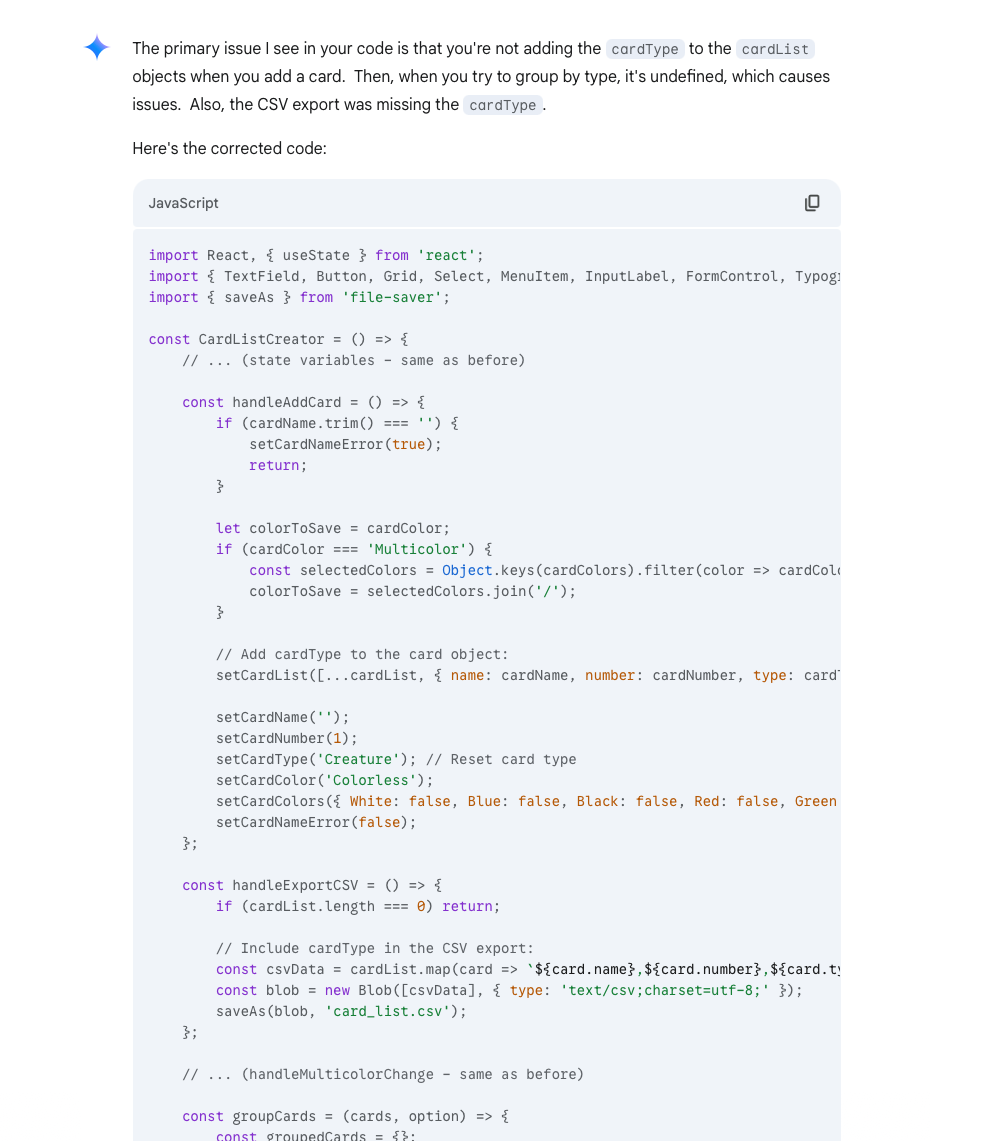 The primary issue I see in your code is that you're not adding the cardType to the cardList
objects when you add a card. Then, when you try to group by type, it's undefined, which causes
issues. Also, the CSV export was missing the cardType.
Here's the corrected code:
JavaScript
import React, { useState } from 'react';
import { TextField, Button, Grid, Select, MenuItem, InputLabel, FormControl, Typogr
import { saveAs } from 'file-saver';
const CardListCreator = () => {
    // ... (state variables - same as before)
    const handleAddCard = () => {
        if (cardName.trim() === '') {
            setCardNameError(true);
            return;
        }
        let colorToSave = cardColor;
        if (cardColor === 'Multicolor') {
            const selectedColors = Object.keys(cardColors).filter(color => cardColo
            colorToSave = selectedColors.join('/');
        }
        // Add cardType to the card object:
        setCardList([...cardList, { name: cardName, number: cardNumber, type: cardT
        setCardName('');
        setCardNumber(1);
        setCardType('Creature'); // Reset card type
        setCardColor('Colorless');
        setCardColors({ White: false, Blue: false, Black: false, Red: false, Green
        setCardNameError(false);
    };
    const handleExportCSV = () => {
        if (cardList.length === 0) return;
        // Include cardType in the CSV export:
        const csvData = cardList.map(card => `${card.name},${card.number},${card.ty
        const blob = new Blob([csvData], { type: 'text/csv;charset=utf-8;' });
        saveAs(blob, 'card_list.csv');
    };
    // ... (handleMulticolorChange - same as before)
    const groupCards = (cards, option) => {
        const groupedCards = {};